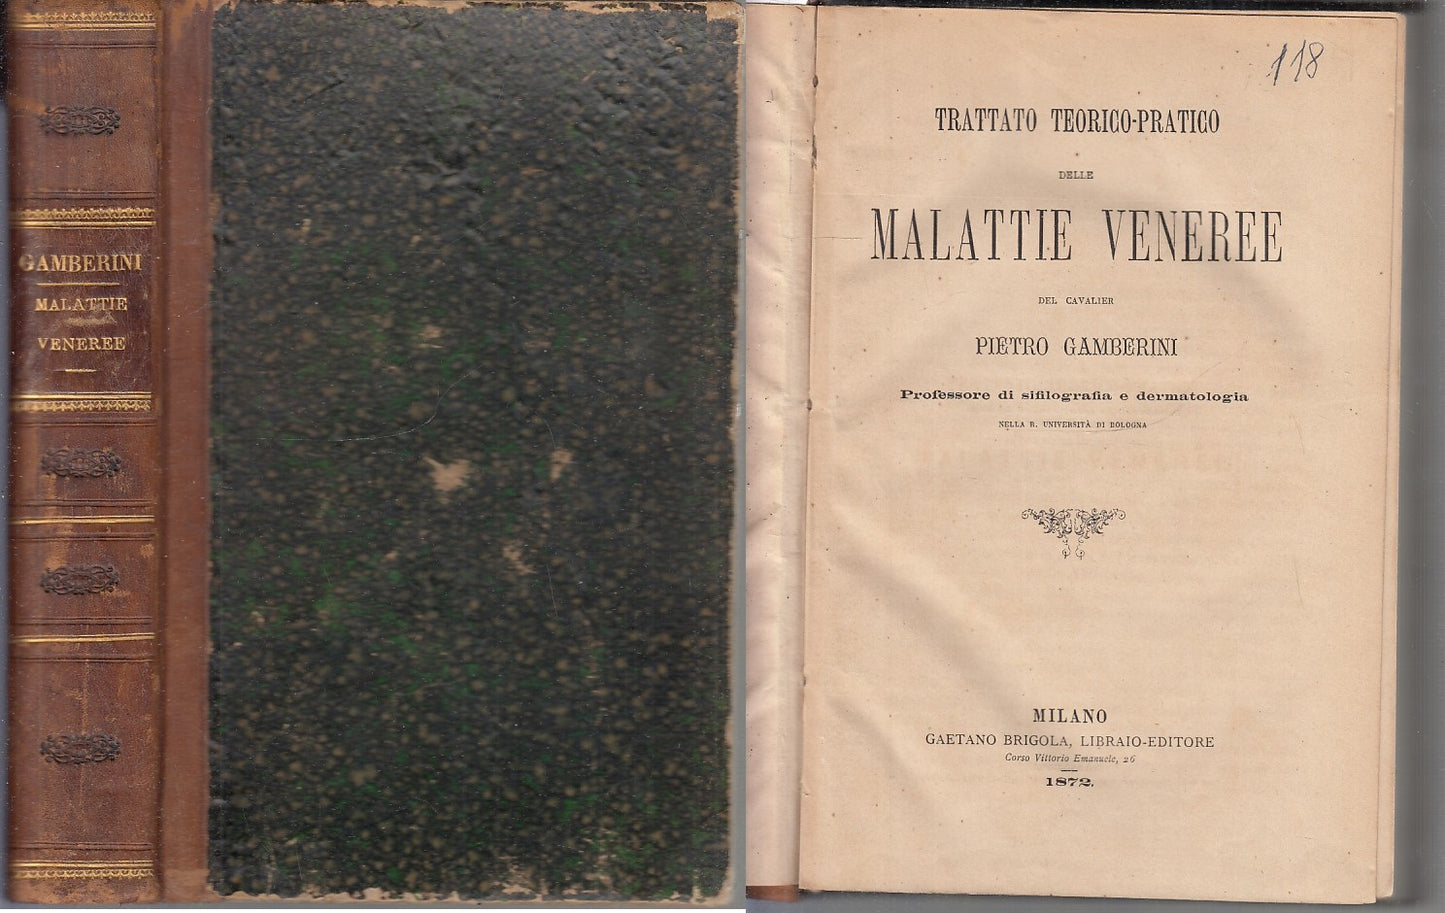 GAMBERINI
MALATTIE
VENEREE
118
TRATTATO TEORICO-PRATICO
DELLE
MALATTIE VENEREE
DEL CAVALIER
PIETRO GAMBERINI
Professore di sifilografia e dermatologia
NELLA R. UNIVERSITÀ DI BOLOGNA
MILANO
GAETANO BRIGOLA, LIBRAIO-EDITORE
Corso Vittorio Emanuele, 26
1872.